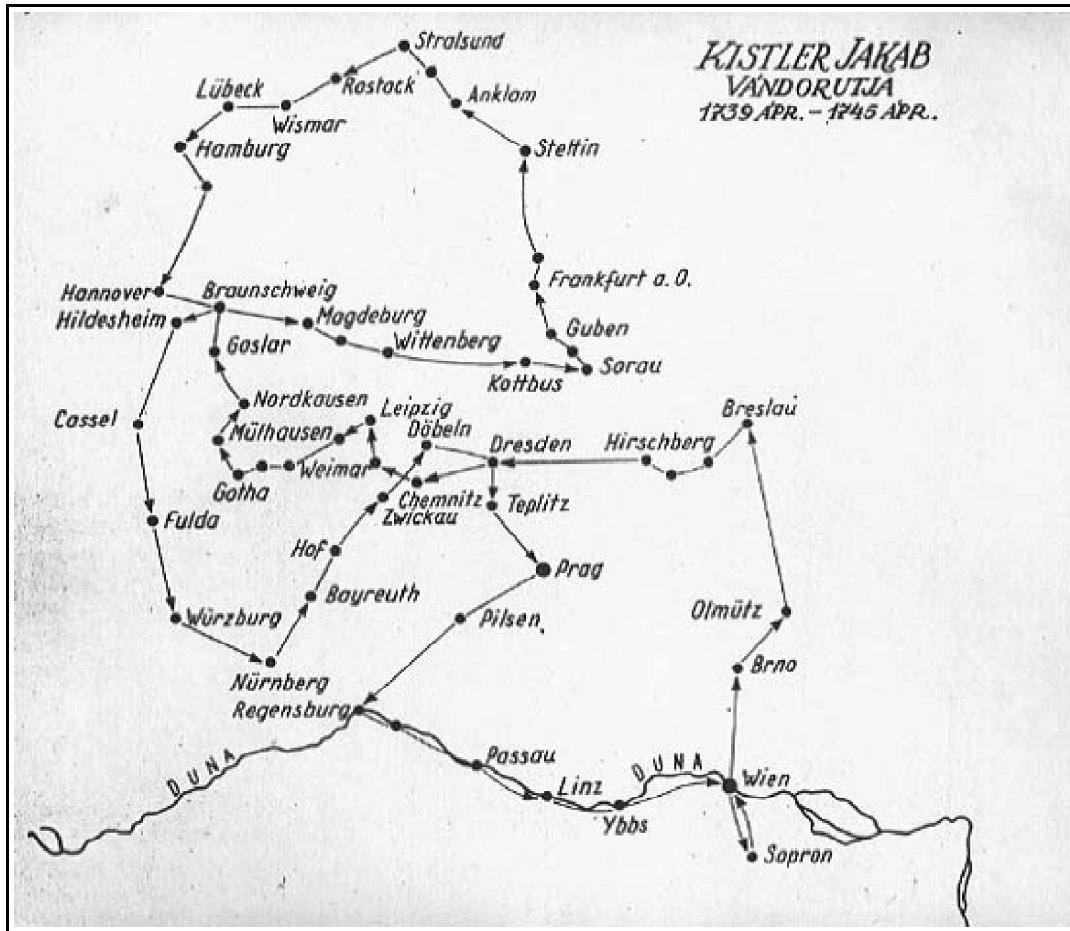 KISTLER JAKAB
VÁNDORUTJA
1739 ÁPR. – 1745 ÁPR.
Stralsund
Rostock
Lübeck
Wismar
Anklam
Hamburg
Stettin
Frankfurt a.O.
Hannover
Braunschweig
Hildesheim
Magdeburg
Guben
Wittenberg
Goslar
Sorau
Kottbus
Nordkausen
Leipzig
Breslau
Cassel
Mülhausen
Döbeln
Dresden
Hirschberg
Weimar
Gotha
Chemnitz
Zwickau
Teplitz
Fulda
Hof
Prag
Bayreuth
Würzburg
Pilsen
Olmütz
Nürnberg
Brno
Regensburg
DUNA
Passau
DUNA
Wien
Linz
Ybbs
Sopron